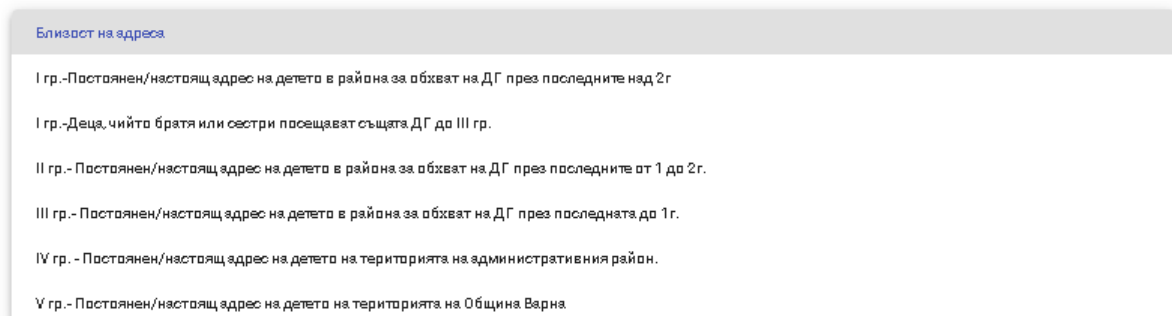 Близост на адреса
I гр.-Постоянен/настоящ адрес на детето в района за обхват на ДГ през последните над 2г
I гр.-Деца, чийто братя или сестри посещават същата ДГ до III гр.
II гр.- Постоянен/настоящ адрес на детето в района за обхват на ДГ през последните от 1 до 2г.
III гр.- Постоянен/настоящ адрес на детето в района за обхват на ДГ през последната до 1г.
IV гр. - Постоянен/настоящ адрес на детето на територията на административния район.
V гр.- Постоянен/настоящ адрес на детето на територията на Община Варна